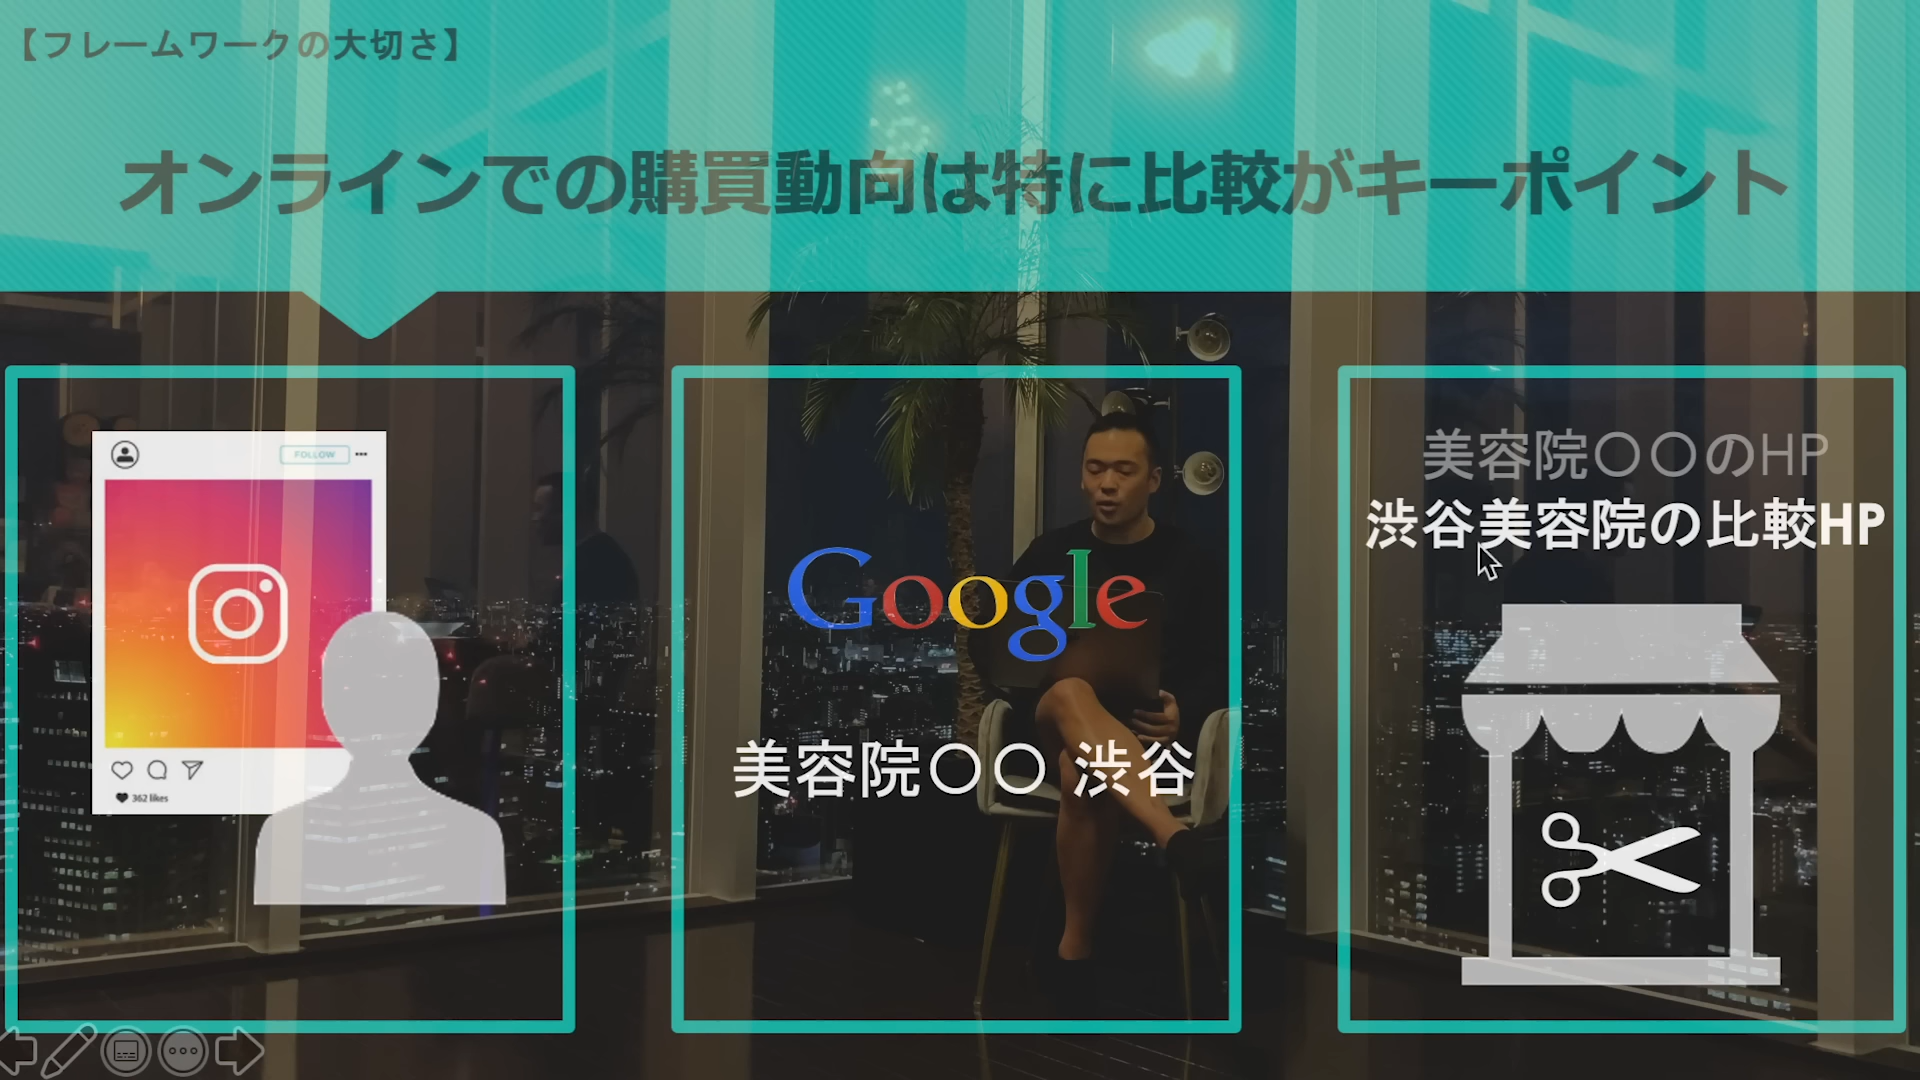 【フレームワークの大切さ】
オンラインでの購買動向は特に比較がキーポイント
FOLLOW
362 likes
Google
美容院〇〇 渋谷
美容院〇〇のHP
渋谷美容院の比較HP